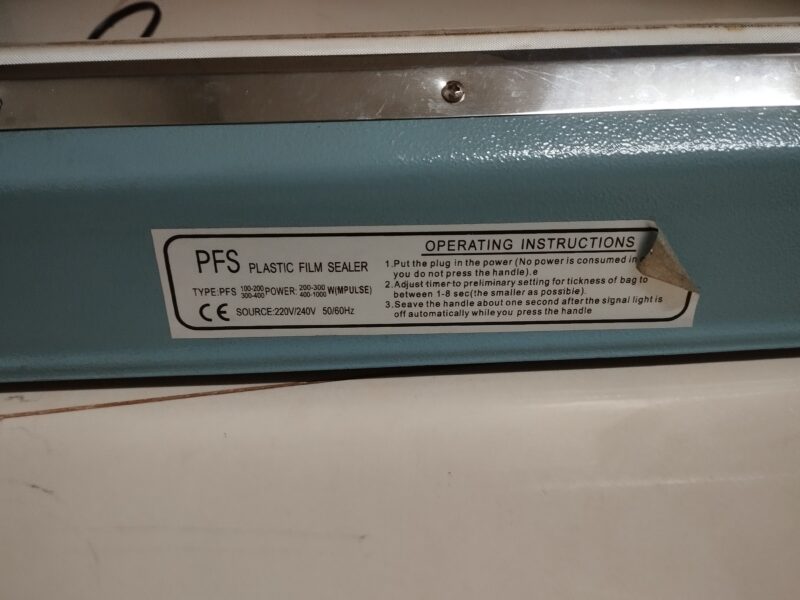 PFS PLASTIC FILM SEALER
TYPE:PFS 100-200 300-400 POWER: 200-300 400-1000 W(MPULSE)
CE SOURCE:220V/240V 50/60Hz
OPERATING INSTRUCTIONS
1.Put the plug in the power (No power is consumed in
you do not press the handle).e
2.Adjust timer to preliminary setting for tickness of bag to
between 1-8 sec(the smaller as possible).
3.Seave the handle about one second after the signal light is
off automatically while you press the handle